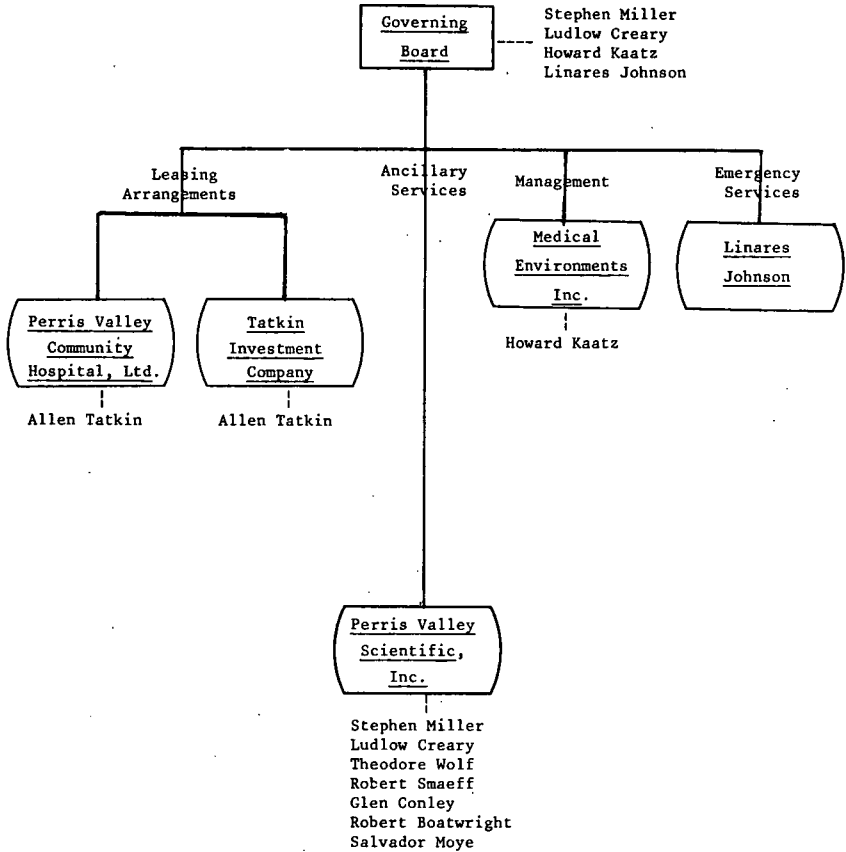 Governing
Board
Stephen Miller
Ludlow Creary
Howard Kaatz
Linares Johnson
Leasing
Arrangements
Ancillary
Services
Management
Emergency
Services
Perris Valley
Community
Hospital, Ltd.
Allen Tatkin
Tatkin
Investment
Company
Allen Tatkin
Medical
Environments
Inc.
Howard Kaatz
Linares
Johnson
Perris Valley
Scientific,
Inc.
Stephen Miller
Ludlow Creary
Theodore Wolf
Robert Smaeff
Glen Conley
Robert Boatwright
Salvador Moye